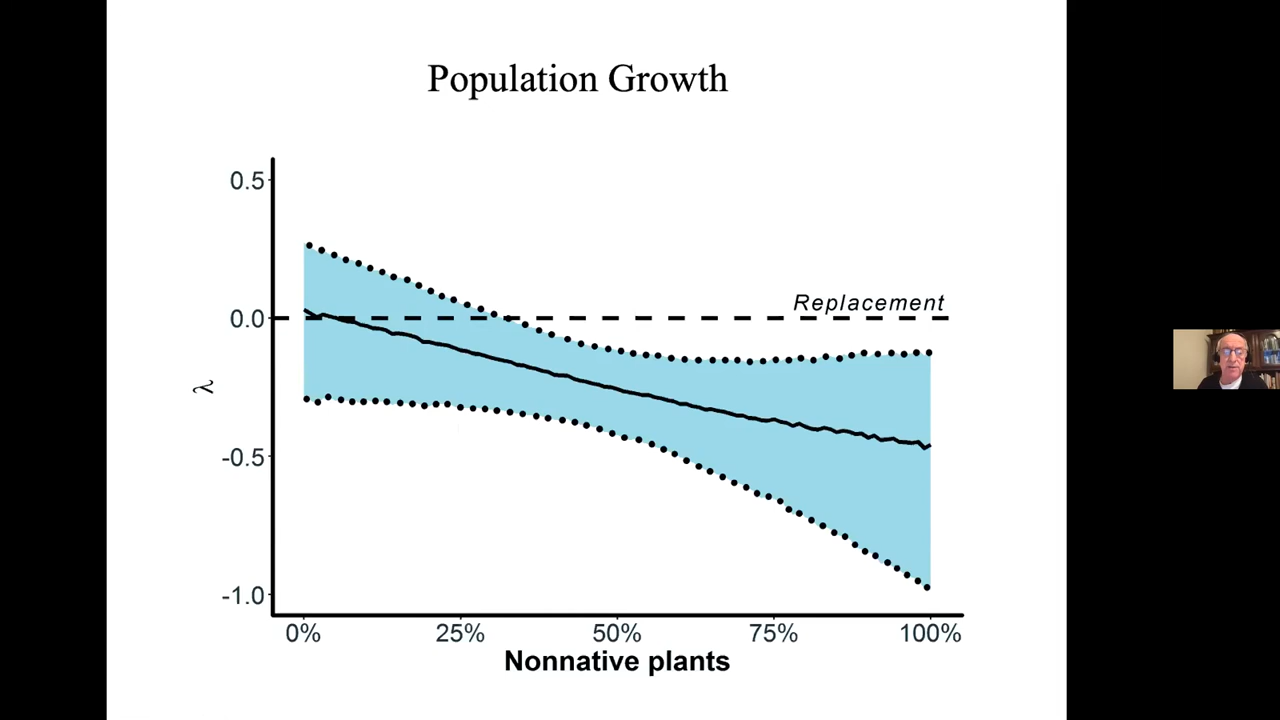 Population Growth
0.5
Replacement
0.0
λ
-0.5
-1.0
0% 25% 50% 75% 100%
Nonnative plants